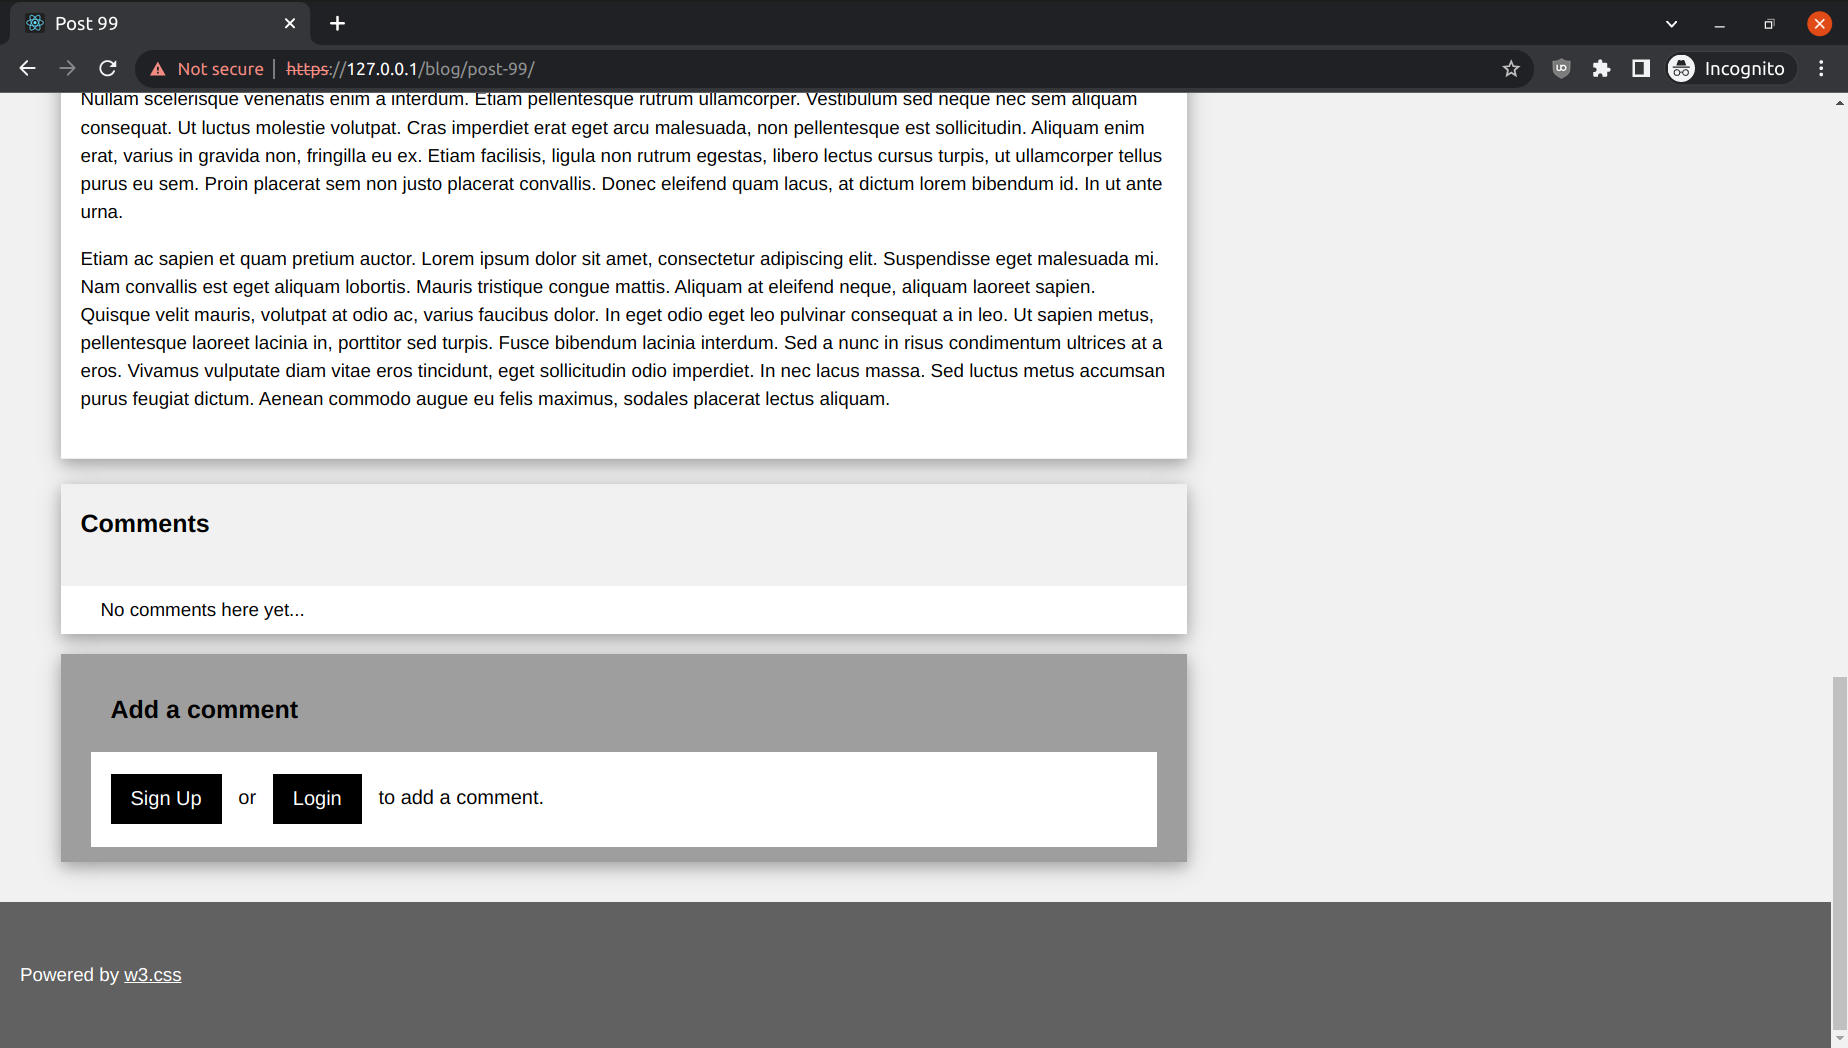 Post 99
Not secure | https://127.0.0.1/blog/post-99/
Incognito
Nullam scelerisque venenatis enim a interdum. Etiam pellentesque rutrum ullamcorper. Vestibulum sed neque nec sem aliquam
consequat. Ut luctus molestie volutpat. Cras imperdiet erat eget arcu malesuada, non pellentesque est sollicitudin. Aliquam enim
erat, varius in gravida non, fringilla eu ex. Etiam facilisis, ligula non rutrum egestas, libero lectus cursus turpis, ut ullamcorper tellus
purus eu sem. Proin placerat sem non justo placerat convallis. Donec eleifend quam lacus, at dictum lorem bibendum id. In ut ante
urna.
Etiam ac sapien et quam pretium auctor. Lorem ipsum dolor sit amet, consectetur adipiscing elit. Suspendisse eget malesuada mi.
Nam convallis est eget aliquam lobortis. Mauris tristique congue mattis. Aliquam at eleifend neque, aliquam laoreet sapien.
Quisque velit mauris, volutpat at odio ac, varius faucibus dolor. In eget odio eget leo pulvinar consequat a in leo. Ut sapien metus,
pellentesque laoreet lacinia in, porttitor sed turpis. Fusce bibendum lacinia interdum. Sed a nunc in risus condimentum ultrices at a
eros. Vivamus vulputate diam vitae eros tincidunt, eget sollicitudin odio imperdiet. In nec lacus massa. Sed luctus metus accumsan
purus feugiat dictum. Aenean commodo augue eu felis maximus, sodales placerat lectus aliquam.
Comments
No comments here yet...
Add a comment
Sign Up or Login to add a comment.
Powered by w3.css